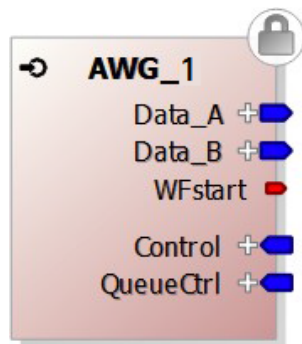 AWG_1
Data_A
Data_B
WFstart
Control
QueueCtrl